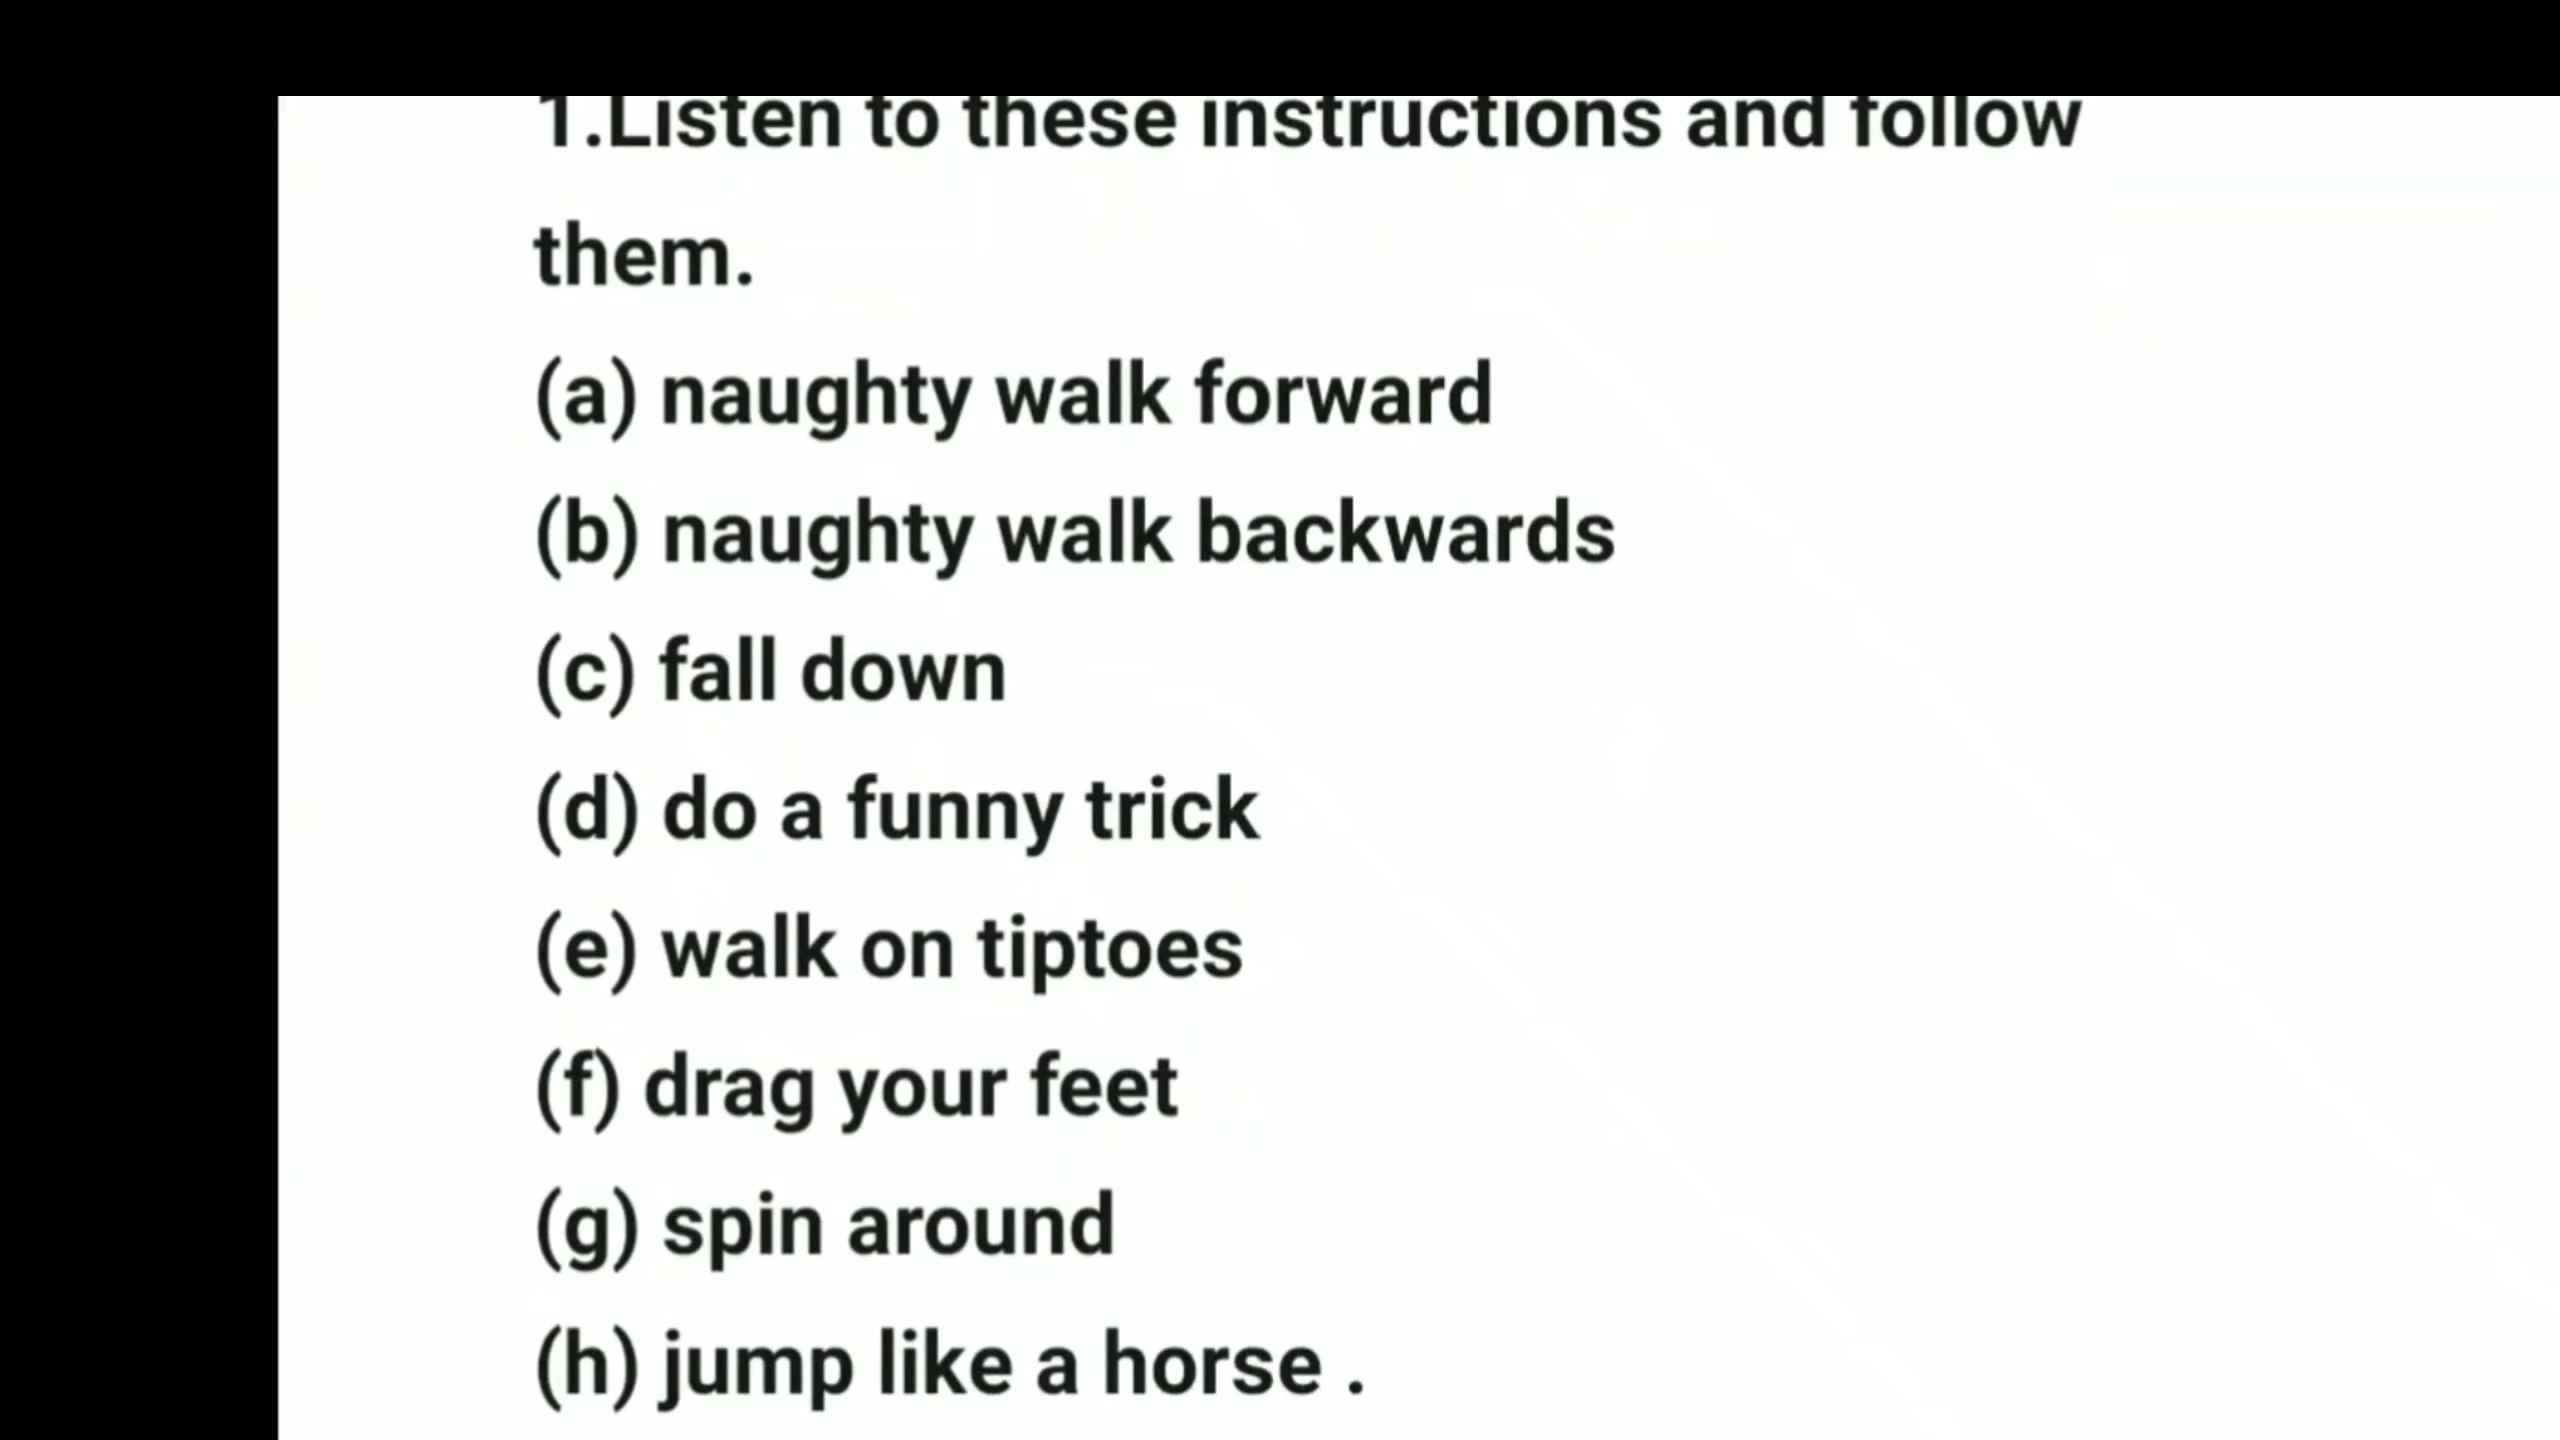 1.Listen to these instructions and follow
them.
(a) naughty walk forward
(b) naughty walk backwards
(c) fall down
(d) do a funny trick
(e) walk on tiptoes
(f) drag your feet
(g) spin around
(h) jump like a horse .